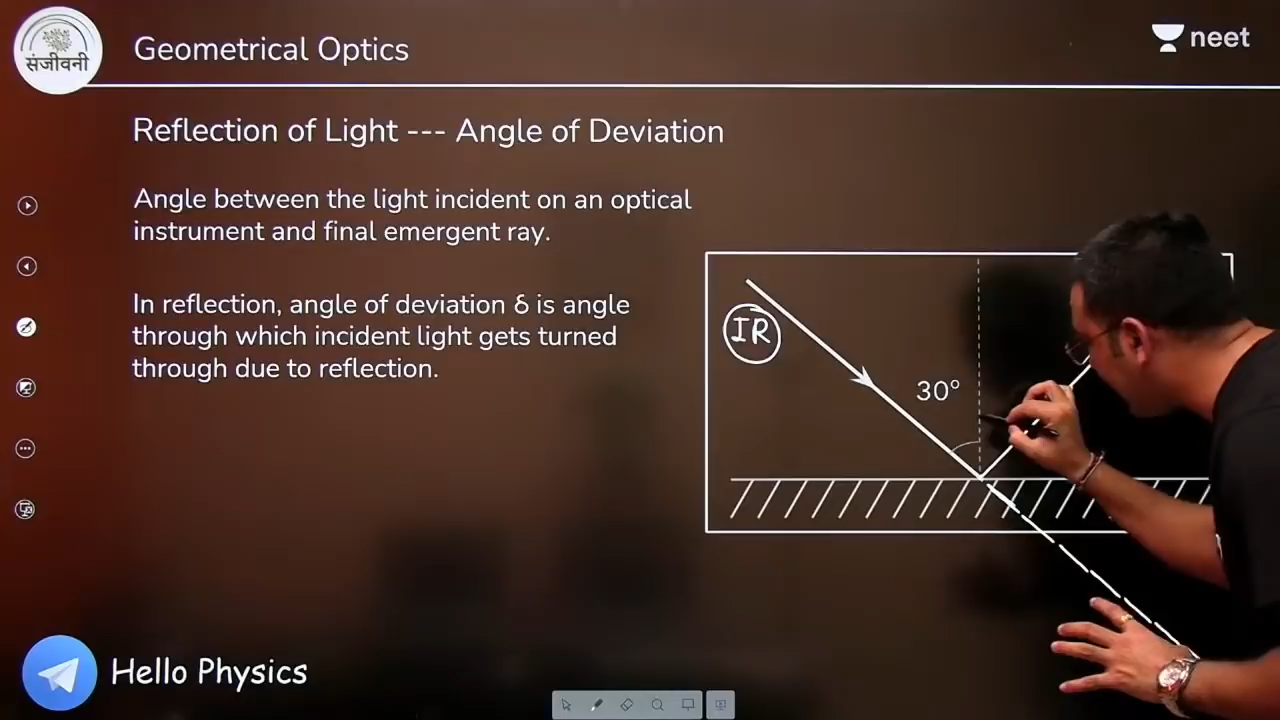 संजीवनी
Geometrical Optics
neet
Reflection of Light --- Angle of Deviation
Angle between the light incident on an optical
instrument and final emergent ray.
In reflection, angle of deviation δ is angle
through which incident light gets turned
through due to reflection.
IR
30°
Hello Physics